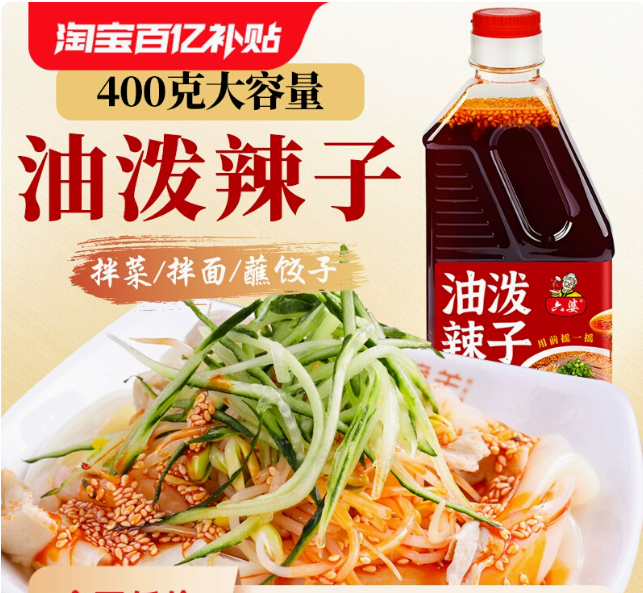 淘宝百亿补贴
400克大容量
油泼辣子
拌菜/拌面/蘸饺子
油泼
辣子
六婆
用前摇一摇